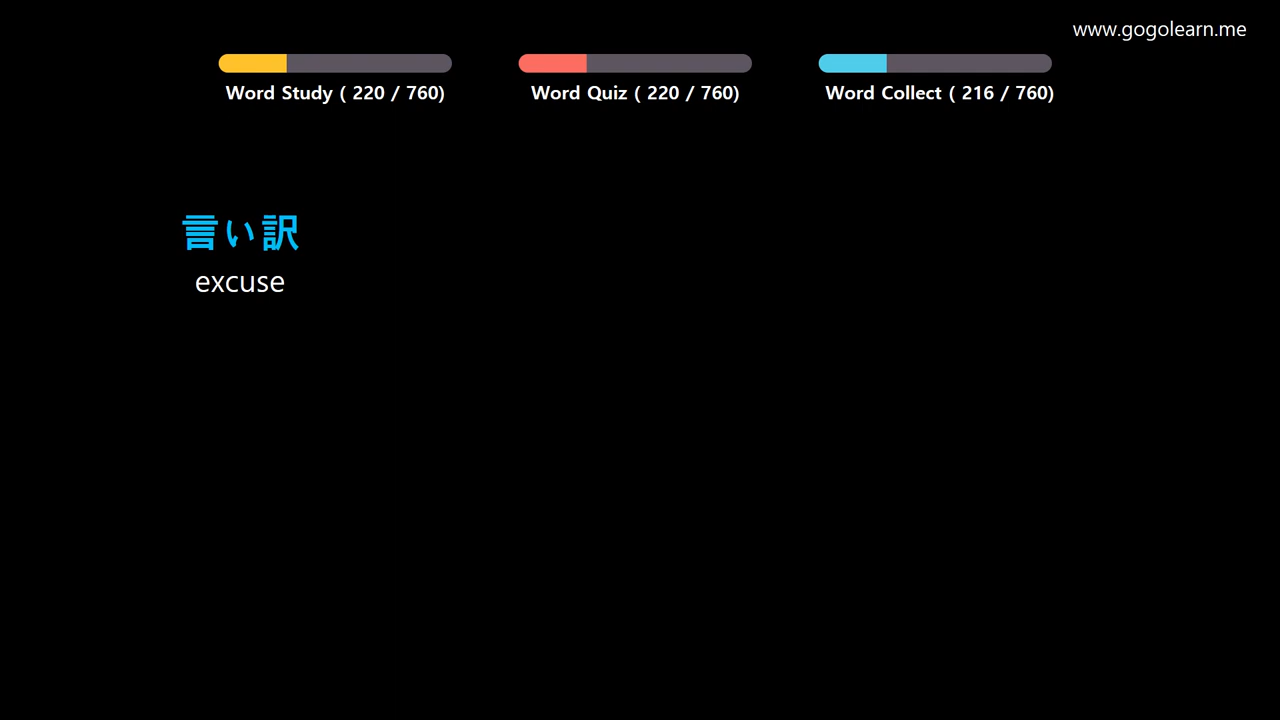 www.gogolearn.me
Word Study ( 220 / 760)
Word Quiz ( 220 / 760)
Word Collect ( 216 / 760)
言い訳
excuse